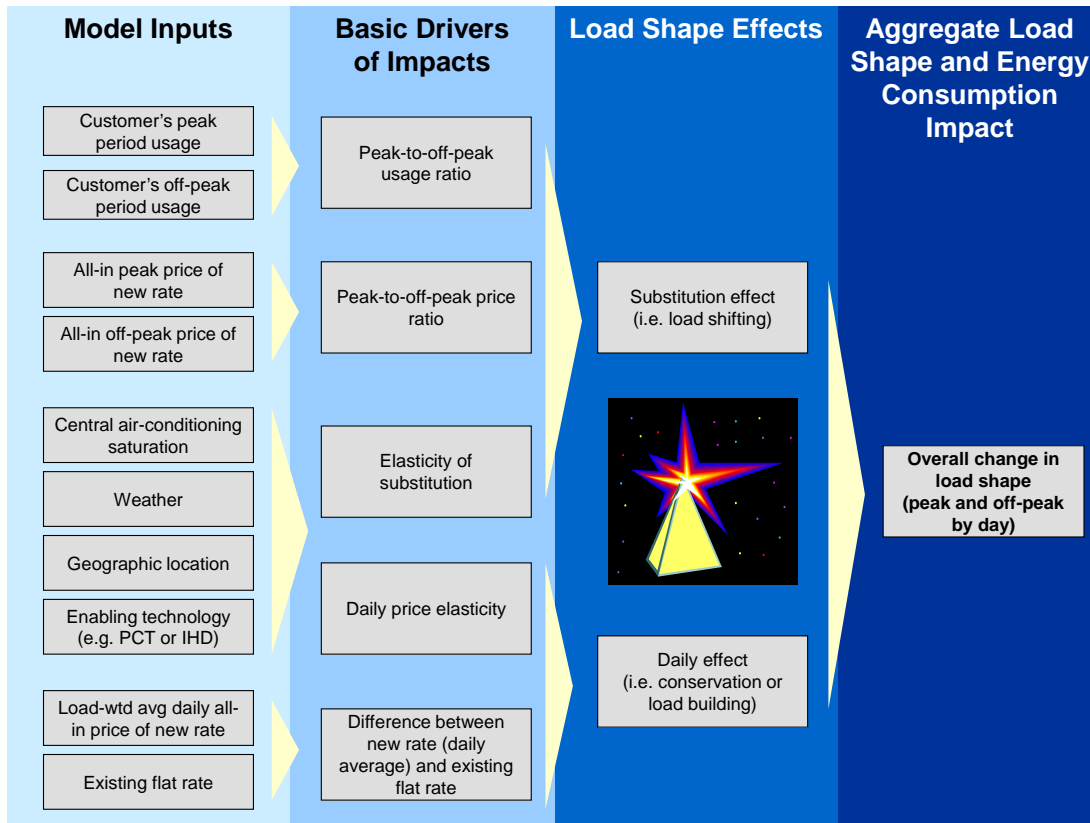 Model Inputs
Customer's peak
period usage
Customer's off-peak
period usage
All-in peak price of
new rate
All-in off-peak price of
new rate
Central air-conditioning
saturation
Weather
Geographic location
Enabling technology
(e.g. PCT or IHD)
Load-wtd avg daily all-
in price of new rate
Existing flat rate
Basic Drivers
of Impacts
Peak-to-off-peak
usage ratio
Peak-to-off-peak price
ratio
Elasticity of
substitution
Daily price elasticity
Difference between
new rate (daily
average) and existing
flat rate
Load Shape Effects
Substitution effect
(i.e. load shifting)
Daily effect
(i.e. conservation or
load building)
Aggregate Load
Shape and Energy
Consumption
Impact
Overall change in
load shape
(peak and off-peak
by day)